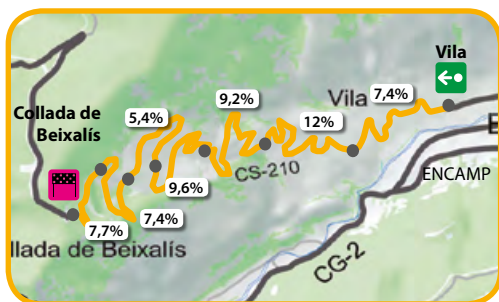 Vila
Vila
7,4%
9,2%
5,4%
12%
Collada de
Beixalís
CS-210
9,6%
ENCAMP
7,4%
7,7%
llada de Beixalís
CG-2
E